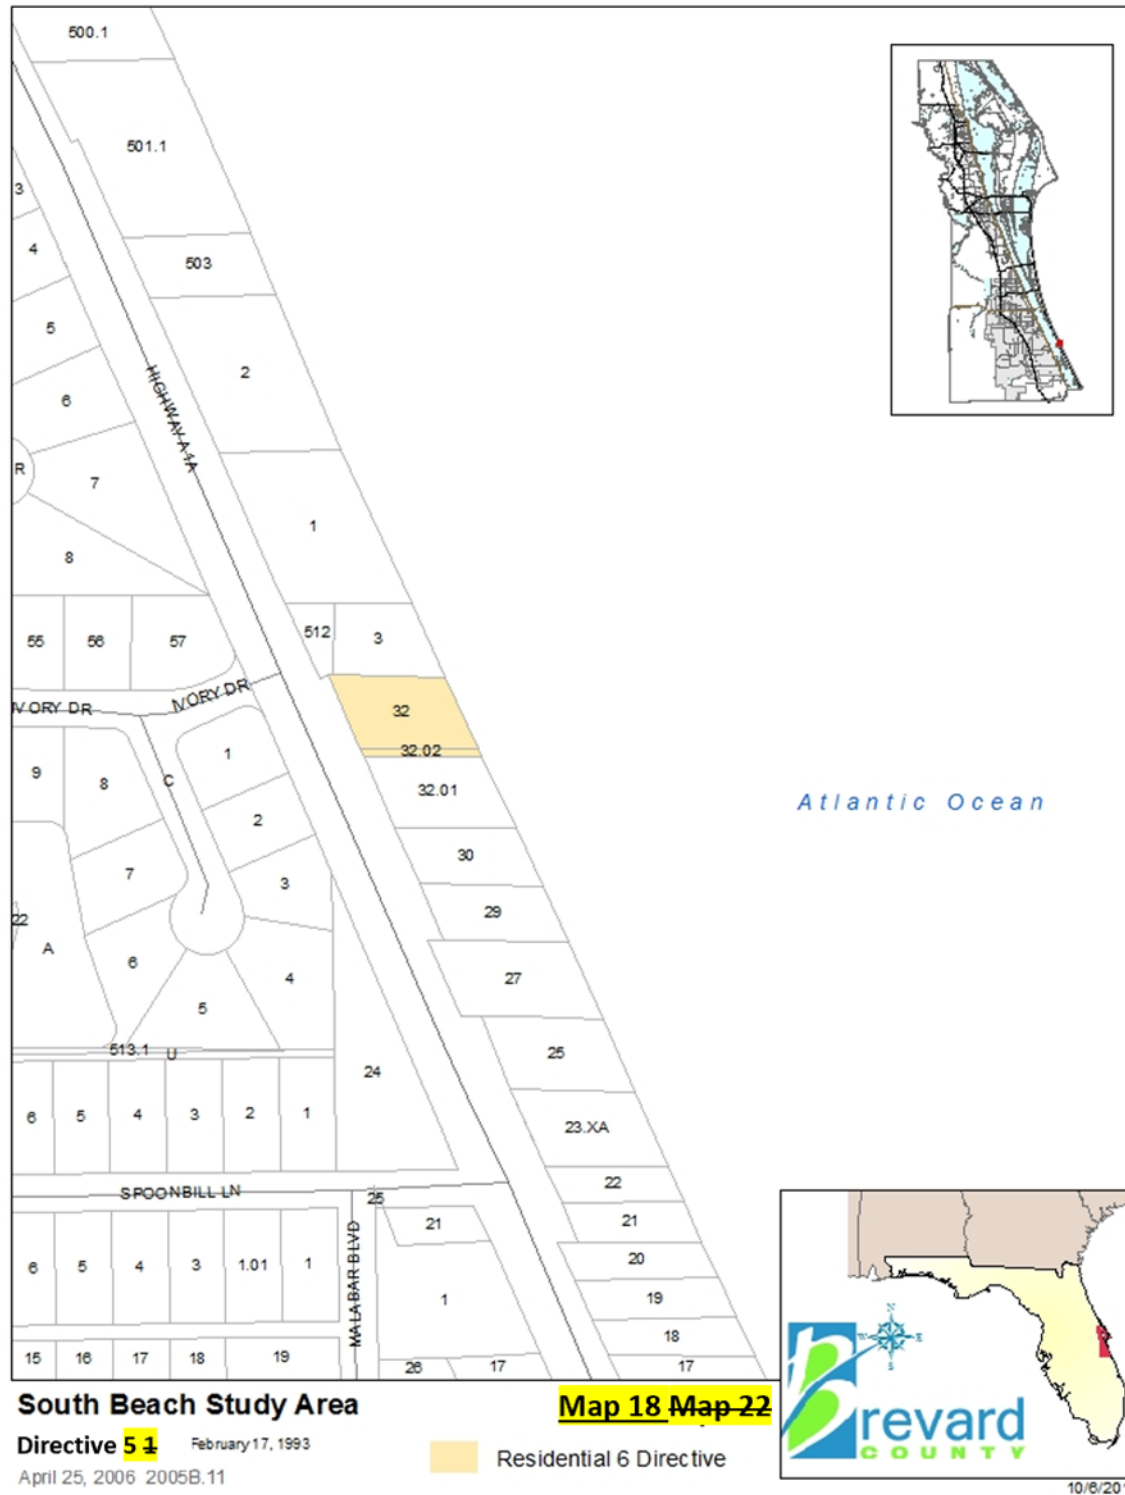 500.1
501.1
3
4
503
5
2
HIGHWAY A1A
6
R
7
1
8
55 56 57
512 3
IVORY DR
IVORY DR
32
32.02
32.01
9
8
C
1
2
30
7
3
29
22
A
6
4
27
5
513.1 U
25
24
6 5 4 3 2 1
23.XA
22
SPOONBILL LN
25
21
21
MALABAR BLVD
20
6 5 4 3 1.01 1
19
1
18
15 16 17 18 19
26 17
17
Atlantic Ocean
N
W E
S
Brevard
COUNTY
South Beach Study Area
Map 18 Map 22
Directive 5 1 February 17, 1993
Residential 6 Directive
April 25, 2006 2005B.11
10/6/201